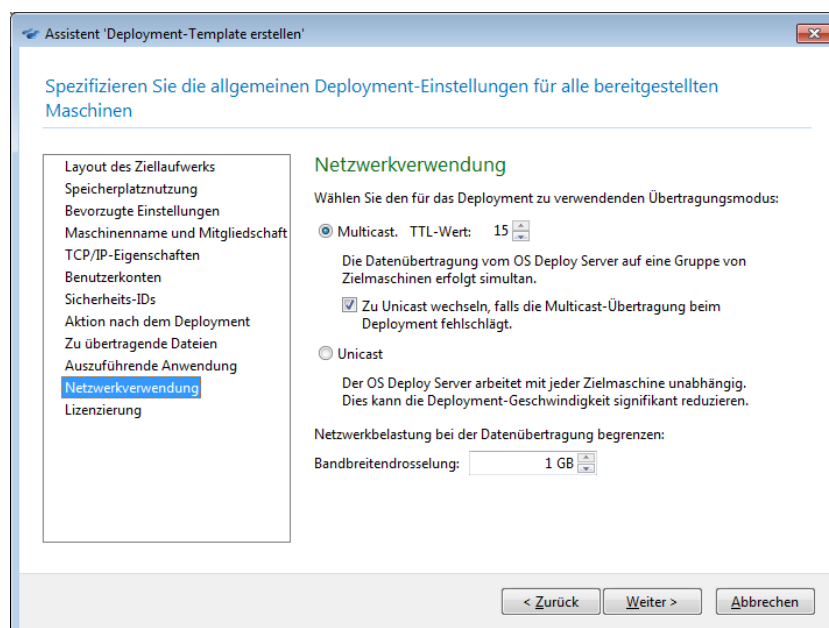 Assistent 'Deployment-Template erstellen'
Spezifizieren Sie die allgemeinen Deployment-Einstellungen für alle bereitgestellten
Maschinen
Layout des Ziellaufwerks
Speicherplatznutzung
Bevorzugte Einstellungen
Maschinenname und Mitgliedschaft
TCP/IP-Eigenschaften
Benutzerkonten
Sicherheits-IDs
Aktion nach dem Deployment
Zu übertragende Dateien
Auszuführende Anwendung
Netzwerkverwendung
Lizenzierung
Netzwerkverwendung
Wählen Sie den für das Deployment zu verwendenden Übertragungsmodus:
Multicast. TTL-Wert: 15
Die Datenübertragung vom OS Deploy Server auf eine Gruppe von
Zielmaschinen erfolgt simultan.
Zu Unicast wechseln, falls die Multicast-Übertragung beim
Deployment fehlschlägt.
Unicast
Der OS Deploy Server arbeitet mit jeder Zielmaschine unabhängig.
Dies kann die Deployment-Geschwindigkeit signifikant reduzieren.
Netzwerkbelastung bei der Datenübertragung begrenzen:
Bandbreitendrosselung: 1 GB
< Zurück Weiter > Abbrechen